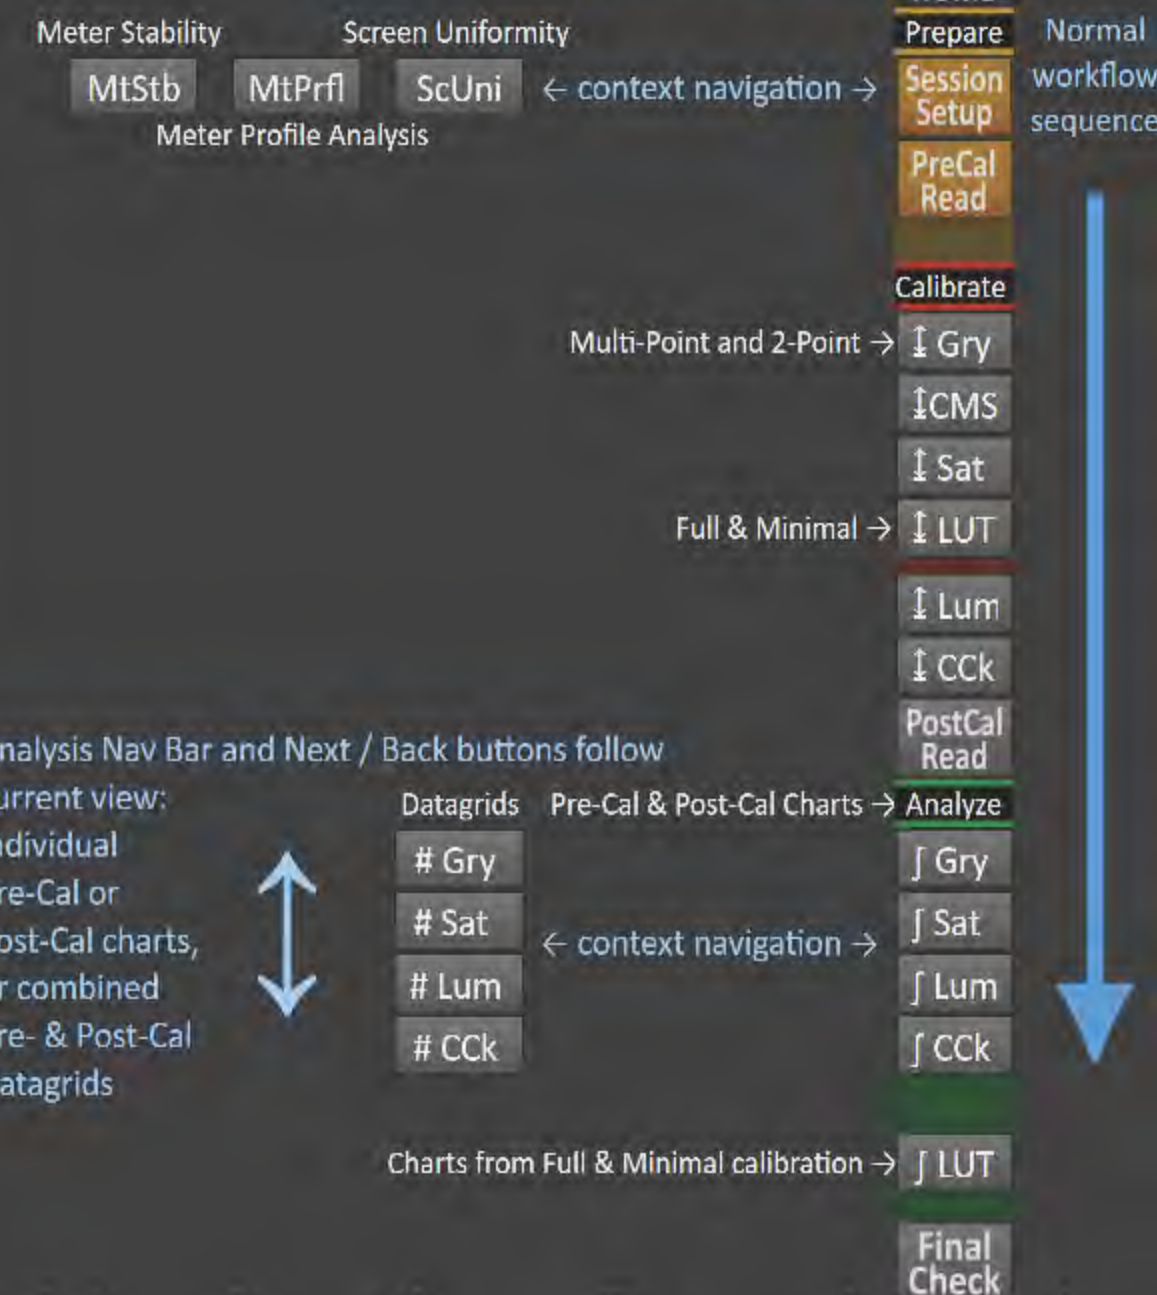 Meter Stability
Screen Uniformity
Prepare
Normal
MtStb
MtPrfl
ScUni
← context navigation →
Session
Setup
workflow
sequence
Meter Profile Analysis
PreCal
Read
Calibrate
Multi-Point and 2-Point →
↕ Gry
↕CMS
↕ Sat
Full & Minimal →
↕ LUT
↕ Lum
↕ CCk
PostCal
Read
nalysis Nav Bar and Next / Back buttons follow
urrent view:
Datagrids
Pre-Cal & Post-Cal Charts →
Analyze
ndividual
re-Cal or
ost-Cal charts,
r combined
re- & Post-Cal
atagrids
# Gry
∫ Gry
# Sat
← context navigation →
∫ Sat
# Lum
∫ Lum
# CCk
∫ CCk
Charts from Full & Minimal calibration →
∫ LUT
Final
Check